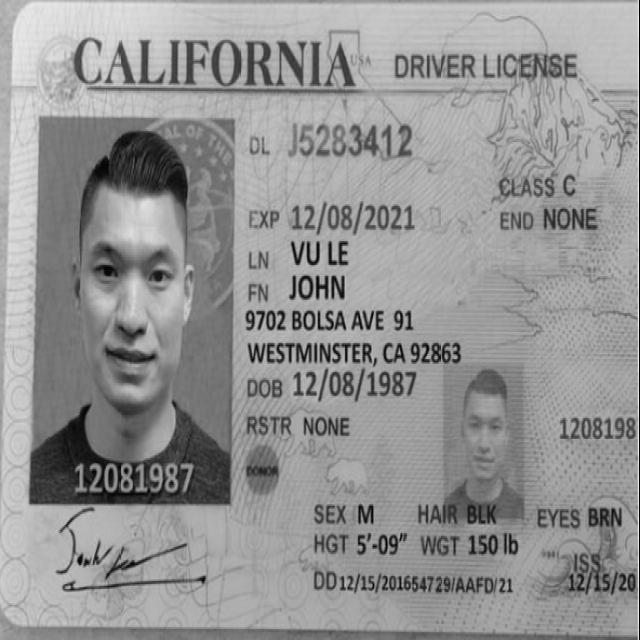 CALIFORNIA USA DRIVER LICENSE
DL J5283412
CLASS C
EXP 12/08/2021
END NONE
LN VU LE
FN JOHN
9702 BOLSA AVE 91
WESTMINSTER, CA 92863
DOB 12/08/1987
RSTR NONE
1208198
DONOR
12081987
SEX M HAIR BLK EYES BRN
HGT 5'-09" WGT 150 lb
ISS
DD 12/15/201654729/AAFD/21
12/15/20